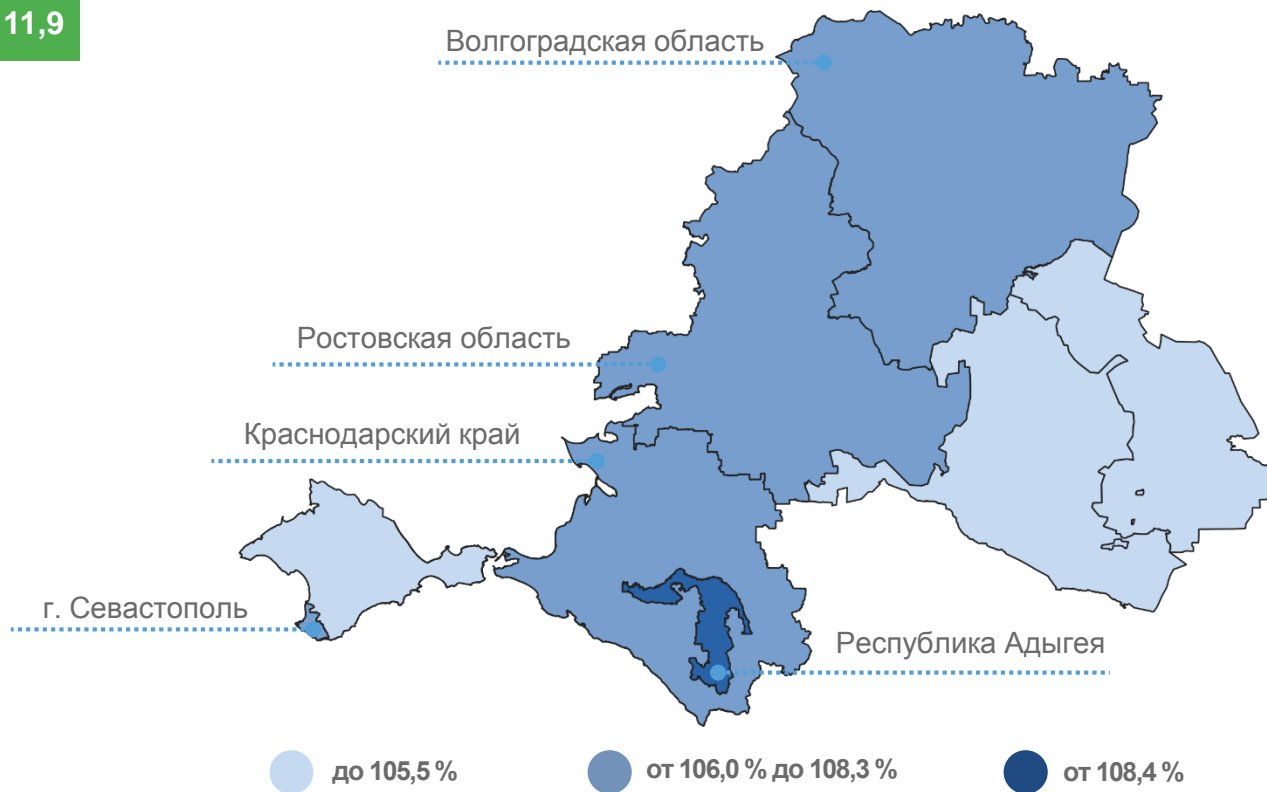 11,9
Волгоградская область
Ростовская область
Краснодарский край
г. Севастополь
Республика Адыгея
до 105,5 %
от 106,0 % до 108,3 %
от 108,4 %